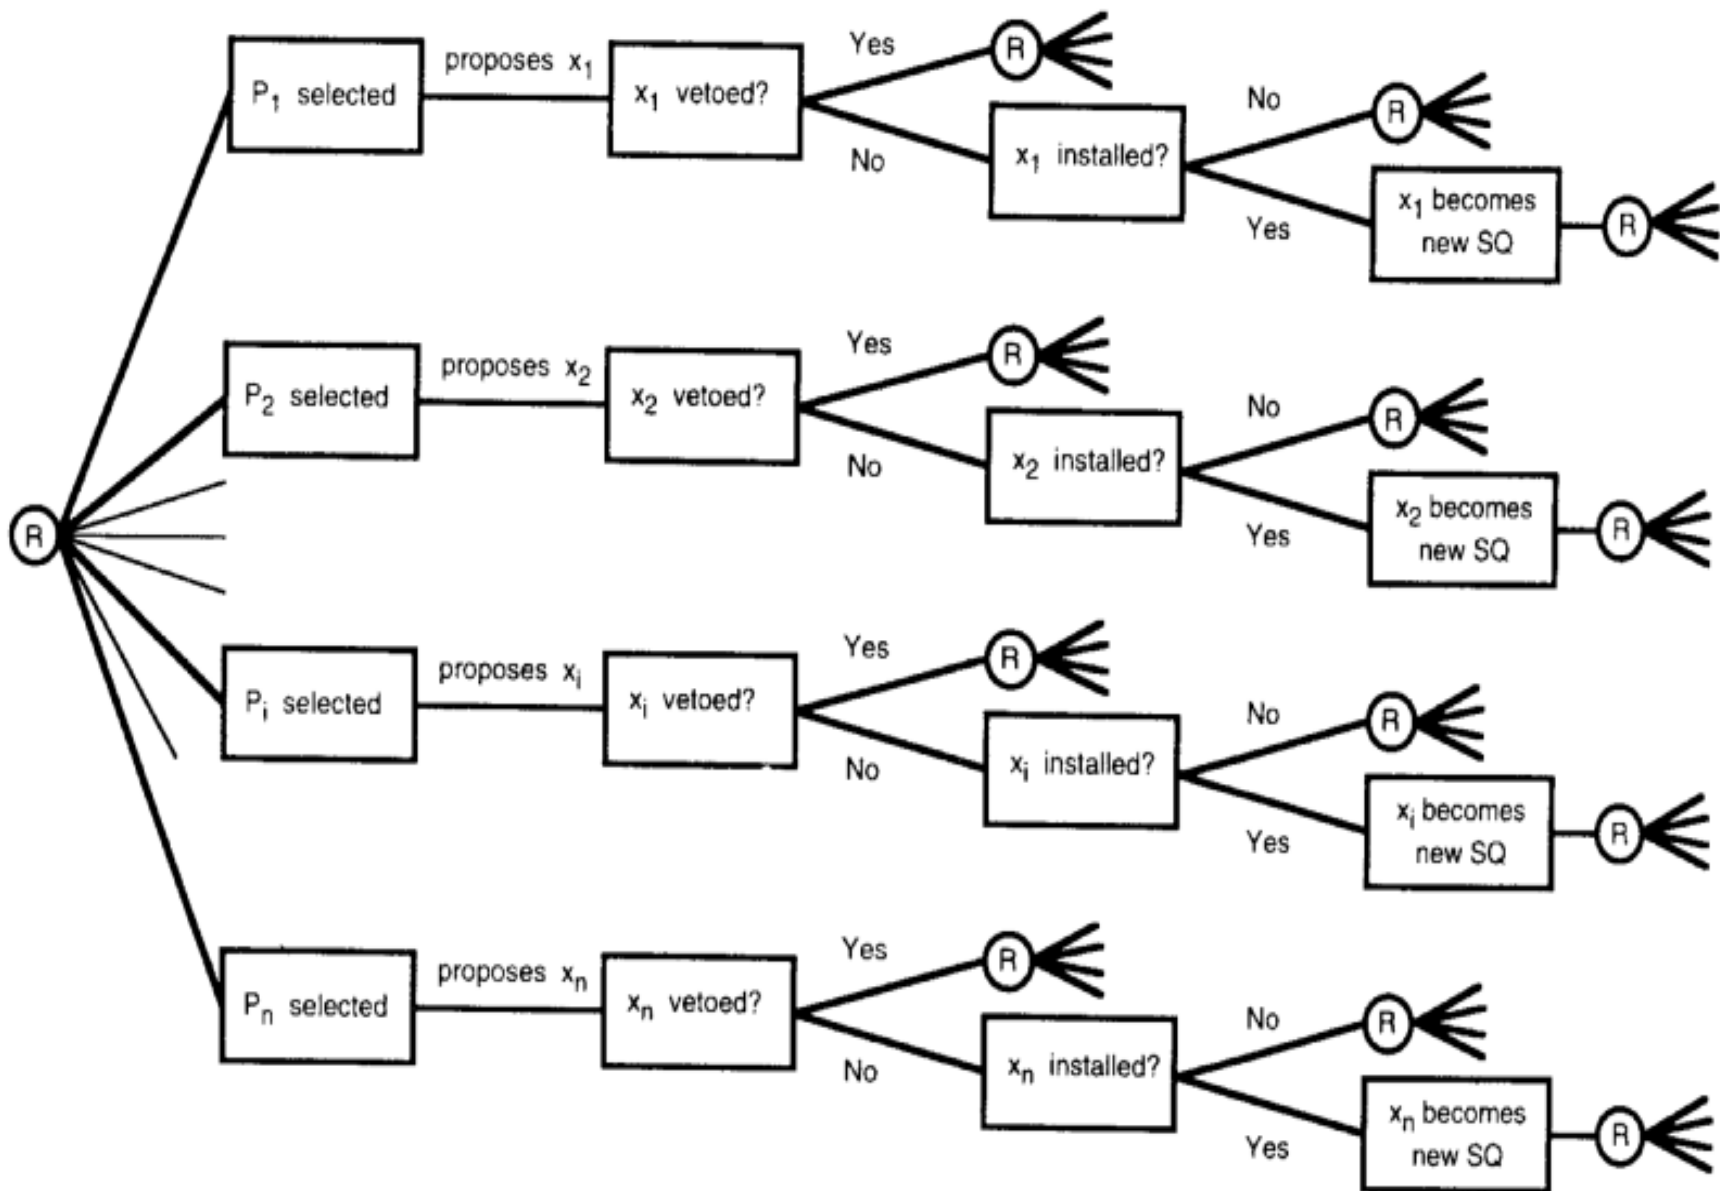 R
P₁ selected
proposes x₁
x₁ vetoed?
Yes
R
No
x₁ installed?
No
R
Yes
x₁ becomes
new SQ
R
P₂ selected
proposes x₂
x₂ vetoed?
Yes
R
No
x₂ installed?
No
R
Yes
x₂ becomes
new SQ
R
Pᵢ selected
proposes xᵢ
xᵢ vetoed?
Yes
R
No
xᵢ installed?
No
R
Yes
xᵢ becomes
new SQ
R
Pₙ selected
proposes xₙ
xₙ vetoed?
Yes
R
No
xₙ installed?
No
R
Yes
xₙ becomes
new SQ
R